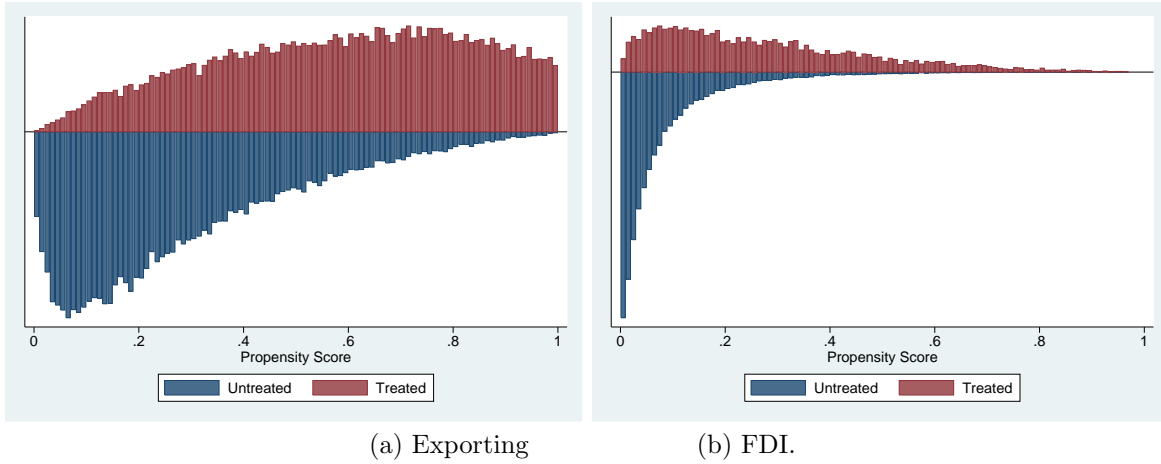 0 .2 .4 .6 .8 1
Propensity Score
Untreated Treated
0 .2 .4 .6 .8 1
Propensity Score
Untreated Treated
(a) Exporting
(b) FDI.